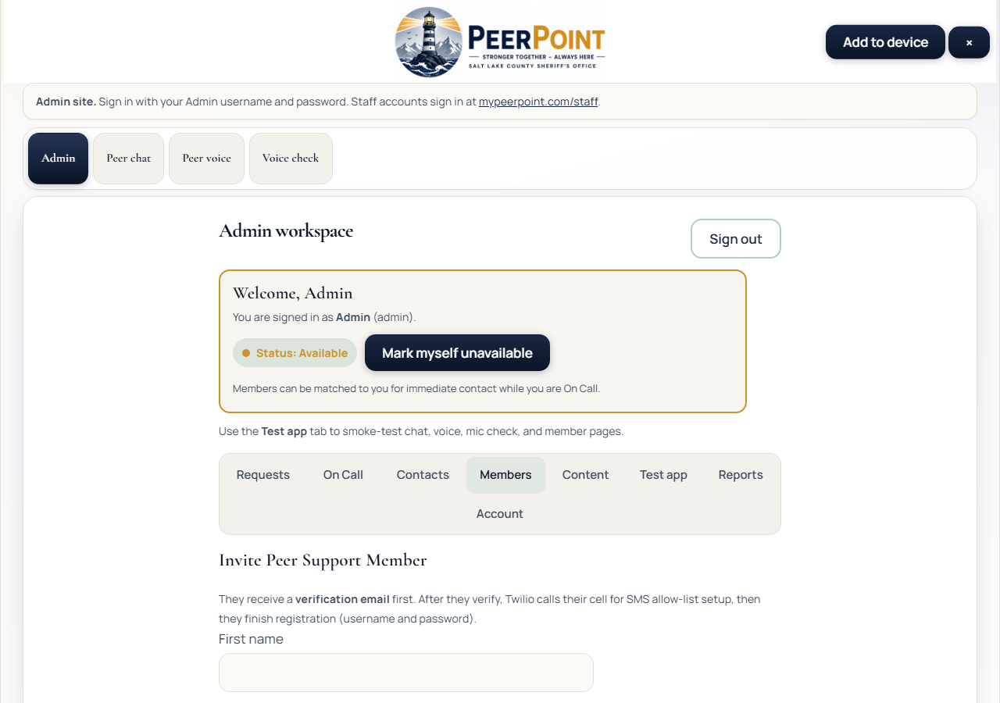 PEERPOINT
STRONGER TOGETHER - ALWAYS HERE
SALT LAKE COUNTY SHERIFF'S OFFICE
Add to device
×
Admin site. Sign in with your Admin username and password. Staff accounts sign in at mypeerpoint.com/staff.
Admin
Peer chat
Peer voice
Voice check
Admin workspace
Sign out
Welcome, Admin
You are signed in as Admin (admin).
Status: Available
Mark myself unavailable
Members can be matched to you for immediate contact while you are On Call.
Use the Test app tab to smoke-test chat, voice, mic check, and member pages.
Requests
On Call
Contacts
Members
Content
Test app
Reports
Account
Invite Peer Support Member
They receive a verification email first. After they verify, Twilio calls their cell for SMS allow-list setup, then
they finish registration (username and password).
First name